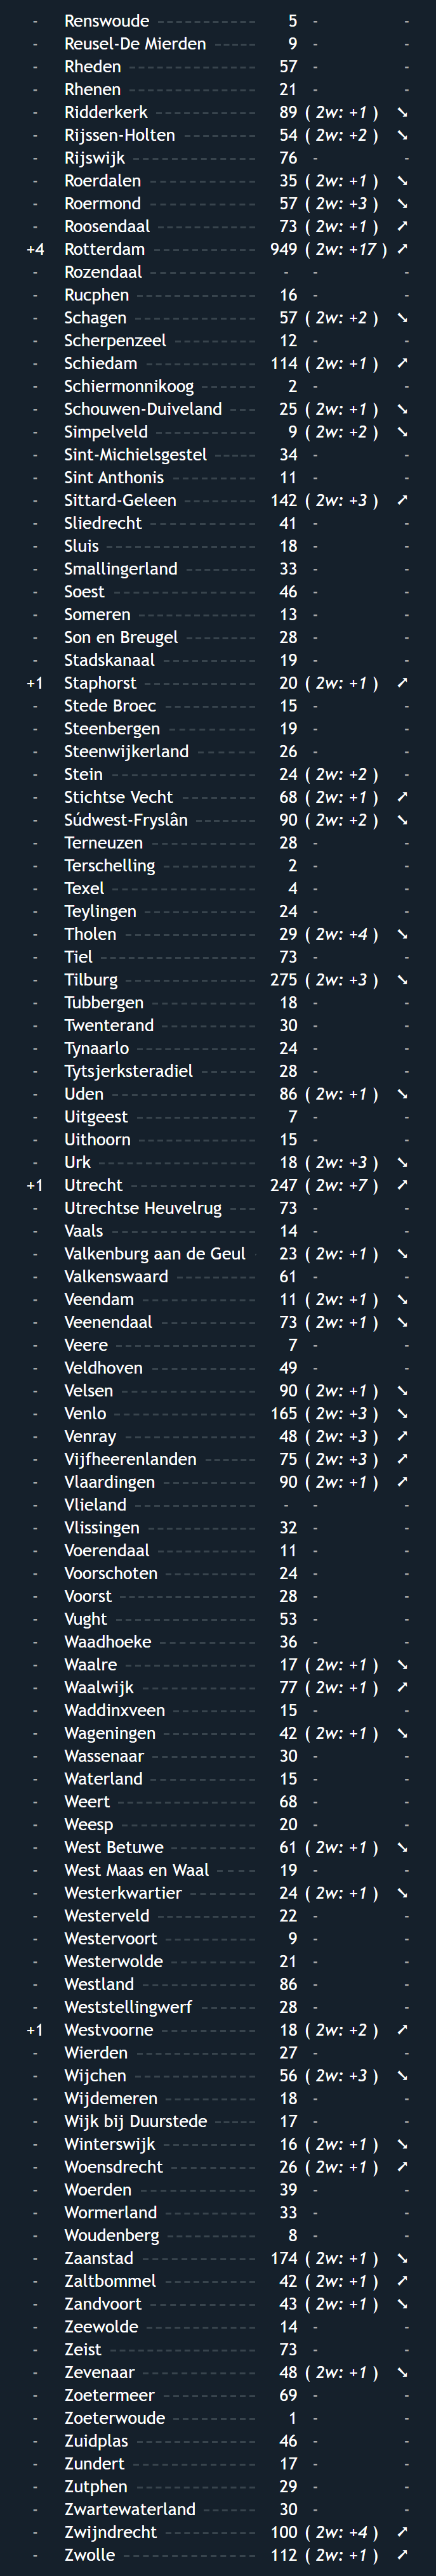 - Renswoude ----------- 5 - -
- Reusel-De Mierden ----- 9 - -
- Rheden -------------- 57 - -
- Rhenen -------------- 21 - -
- Ridderkerk ----------- 89 ( 2w: +1 ) ➘
- Rijssen-Holten -------- 54 ( 2w: +2 ) ➘
- Rijswijk -------------- 76 - -
- Roerdalen ------------ 35 ( 2w: +1 ) ➘
- Roermond ------------ 57 ( 2w: +3 ) ➘
- Roosendaal ----------- 73 ( 2w: +1 ) ➚
+4 Rotterdam ------------ 949 ( 2w: +17 ) ➚
- Rozendaal ------------ - - -
- Rucphen ------------- 16 - -
- Schagen -------------- 57 ( 2w: +2 ) ➘
- Scherpenzeel ---------- 12 - -
- Schiedam ------------- 114 ( 2w: +1 ) ➚
- Schiermonnikoog ------ 2 - -
- Schouwen-Duiveland --- 25 ( 2w: +1 ) ➘
- Simpelveld ------------ 9 ( 2w: +2 ) ➘
- Sint-Michielsgestel ----- 34 - -
- Sint Anthonis ---------- 11 - -
- Sittard-Geleen --------- 142 ( 2w: +3 ) ➚
- Sliedrecht ------------ 41 - -
- Sluis ----------------- 18 - -
- Smallingerland -------- 33 - -
- Soest ---------------- 46 - -
- Someren ------------- 13 - -
- Son en Breugel -------- 28 - -
- Stadskanaal ---------- 19 - -
+1 Staphorst ------------- 20 ( 2w: +1 ) ➚
- Stede Broec ----------- 15 - -
- Steenbergen ---------- 19 - -
- Steenwijkerland ------- 26 - -
- Stein ---------------- 24 ( 2w: +2 ) -
- Stichtse Vecht --------- 68 ( 2w: +1 ) ➚
- Súdwest-Fryslân ------- 90 ( 2w: +2 ) ➘
- Terneuzen ------------ 28 - -
- Terschelling ----------- 2 - -
- Texel ---------------- 4 - -
- Teylingen ------------- 24 - -
- Tholen --------------- 29 ( 2w: +4 ) ➘
- Tiel ------------------ 73 - -
- Tilburg --------------- 275 ( 2w: +3 ) ➘
- Tubbergen ------------ 18 - -
- Twenterand ----------- 30 - -
- Tynaarlo ------------- 24 - -
- Tytsjerksteradiel ------- 28 - -
- Uden ---------------- 86 ( 2w: +1 ) ➘
- Uitgeest -------------- 7 - -
- Uithoorn ------------- 15 - -
- Urk ------------------ 18 ( 2w: +3 ) ➘
+1 Utrecht -------------- 247 ( 2w: +7 ) ➚
- Utrechtse Heuvelrug --- 73 - -
- Vaals ---------------- 14 - -
- Valkenburg aan de Geul - 23 ( 2w: +1 ) ➘
- Valkenswaard --------- 61 - -
- Veendam ------------- 11 ( 2w: +1 ) ➘
- Veenendaal ----------- 73 ( 2w: +1 ) ➘
- Veere ---------------- 7 - -
- Veldhoven ------------ 49 - -
- Velsen --------------- 90 ( 2w: +1 ) ➘
- Venlo ---------------- 165 ( 2w: +3 ) ➘
- Venray --------------- 48 ( 2w: +3 ) ➚
- Vijfheerenlanden ------ 75 ( 2w: +3 ) ➚
- Vlaardingen ----------- 90 ( 2w: +1 ) ➚
- Vlieland -------------- - - -
- Vlissingen ------------ 32 - -
- Voerendaal ----------- 11 - -
- Voorschoten ---------- 24 - -
- Voorst --------------- 28 - -
- Vught ---------------- 53 - -
- Waadhoeke ----------- 36 - -
- Waalre --------------- 17 ( 2w: +1 ) ➘
- Waalwijk ------------- 77 ( 2w: +1 ) ➚
- Waddinxveen ---------- 15 - -
- Wageningen ----------- 42 ( 2w: +1 ) ➘
- Wassenaar ------------ 30 - -
- Waterland ------------ 15 - -
- Weert ---------------- 68 - -
- Weesp --------------- 20 - -
- West Betuwe ---------- 61 ( 2w: +1 ) ➘
- West Maas en Waal ---- 19 - -
- Westerkwartier -------- 24 ( 2w: +1 ) ➘
- Westerveld ----------- 22 - -
- Westervoort ---------- 9 - -
- Westerwolde ---------- 21 - -
- Westland ------------- 86 - -
- Weststellingwerf ------ 28 - -
+1 Westvoorne ----------- 18 ( 2w: +2 ) ➚
- Wierden -------------- 27 - -
- Wijchen -------------- 56 ( 2w: +3 ) ➘
- Wijdemeren ----------- 18 - -
- Wijk bij Duurstede ----- 17 - -
- Winterswijk ----------- 16 ( 2w: +1 ) ➘
- Woensdrecht ---------- 26 ( 2w: +1 ) ➚
- Woerden ------------- 39 - -
- Wormerland ---------- 33 - -
- Woudenberg ---------- 8 - -
- Zaanstad ------------- 174 ( 2w: +1 ) ➘
- Zaltbommel ----------- 42 ( 2w: +1 ) ➚
- Zandvoort ------------ 43 ( 2w: +1 ) ➘
- Zeewolde ------------- 14 - -
- Zeist ----------------- 73 - -
- Zevenaar ------------- 48 ( 2w: +1 ) ➘
- Zoetermeer ----------- 69 - -
- Zoeterwoude ---------- 1 - -
- Zuidplas ------------- 46 - -
- Zundert -------------- 17 - -
- Zutphen -------------- 29 - -
- Zwartewaterland ------ 30 - -
- Zwijndrecht ----------- 100 ( 2w: +4 ) ➚
- Zwolle --------------- 112 ( 2w: +1 ) ➚